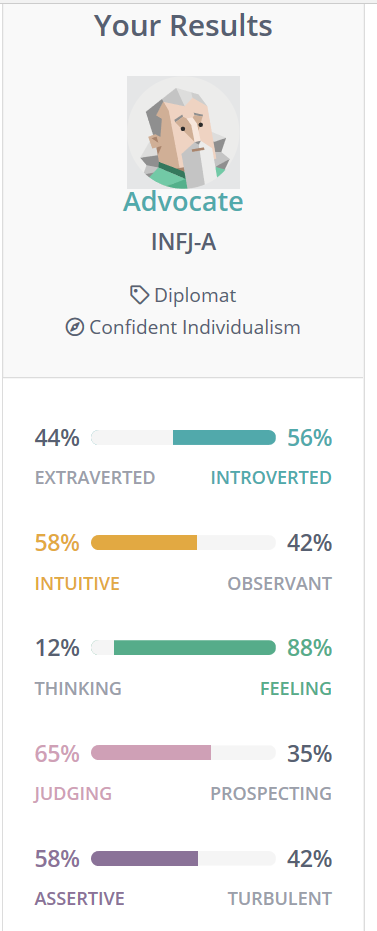 Your Results
Advocate
INFJ-A
Diplomat
Confident Individualism
44% 56%
EXTRAVERTED INTROVERTED
58% 42%
INTUITIVE OBSERVANT
12% 88%
THINKING FEELING
65% 35%
JUDGING PROSPECTING
58% 42%
ASSERTIVE TURBULENT